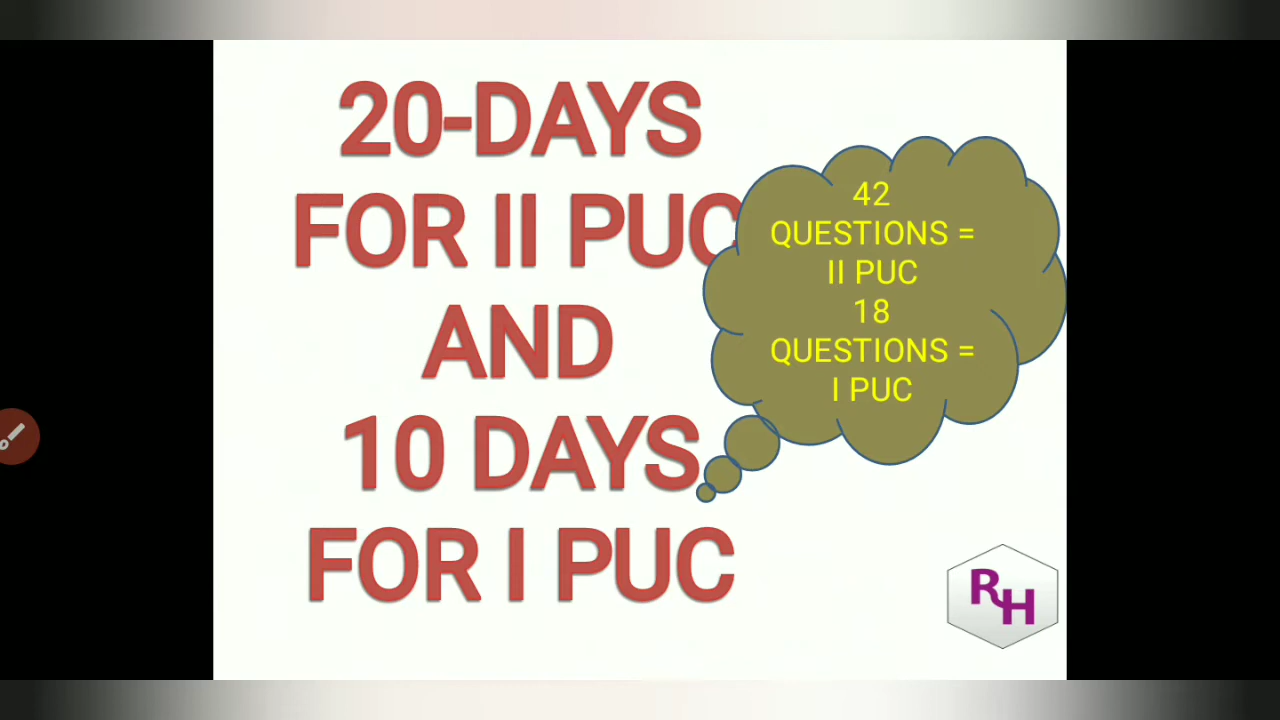 20-DAYS
FOR II PUC
AND
10 DAYS
FOR I PUC
42
QUESTIONS =
II PUC
18
QUESTIONS =
I PUC
RH